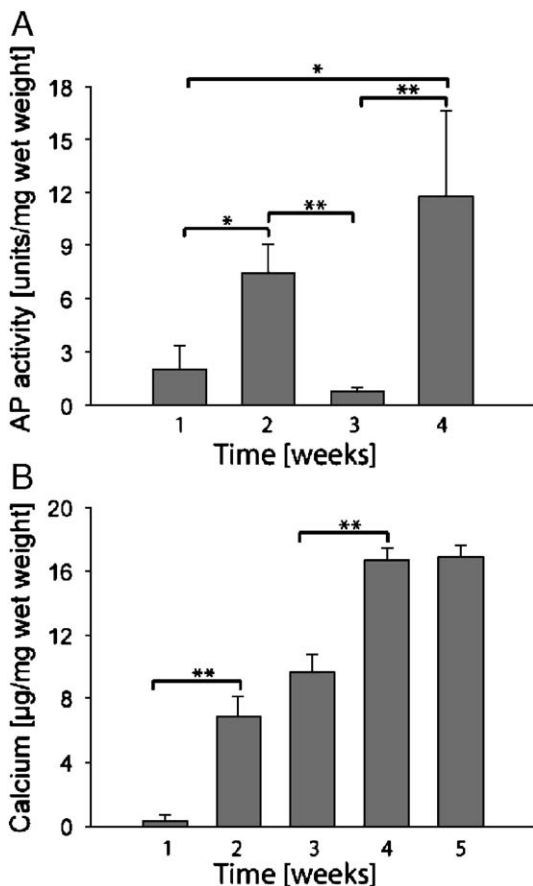 A
AP activity [units/mg wet weight]
18
15
12
9
6
3
0
*
**
*
**
1 2 3 4
Time [weeks]
B
Calcium [µg/mg wet weight]
20
16
12
8
4
0
**
**
1 2 3 4 5
Time [weeks]